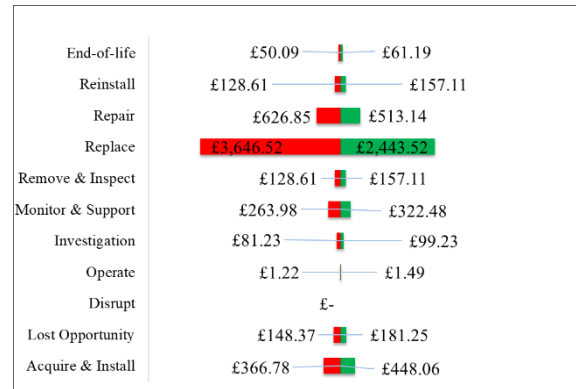 End-of-life £50.09 £61.19
Reinstall £128.61 £157.11
Repair £626.85 £513.14
Replace £3,646.52 £2,443.52
Remove & Inspect £128.61 £157.11
Monitor & Support £263.98 £322.48
Investigation £81.23 £99.23
Operate £1.22 £1.49
Disrupt £-
Lost Opportunity £148.37 £181.25
Acquire & Install £366.78 £448.06